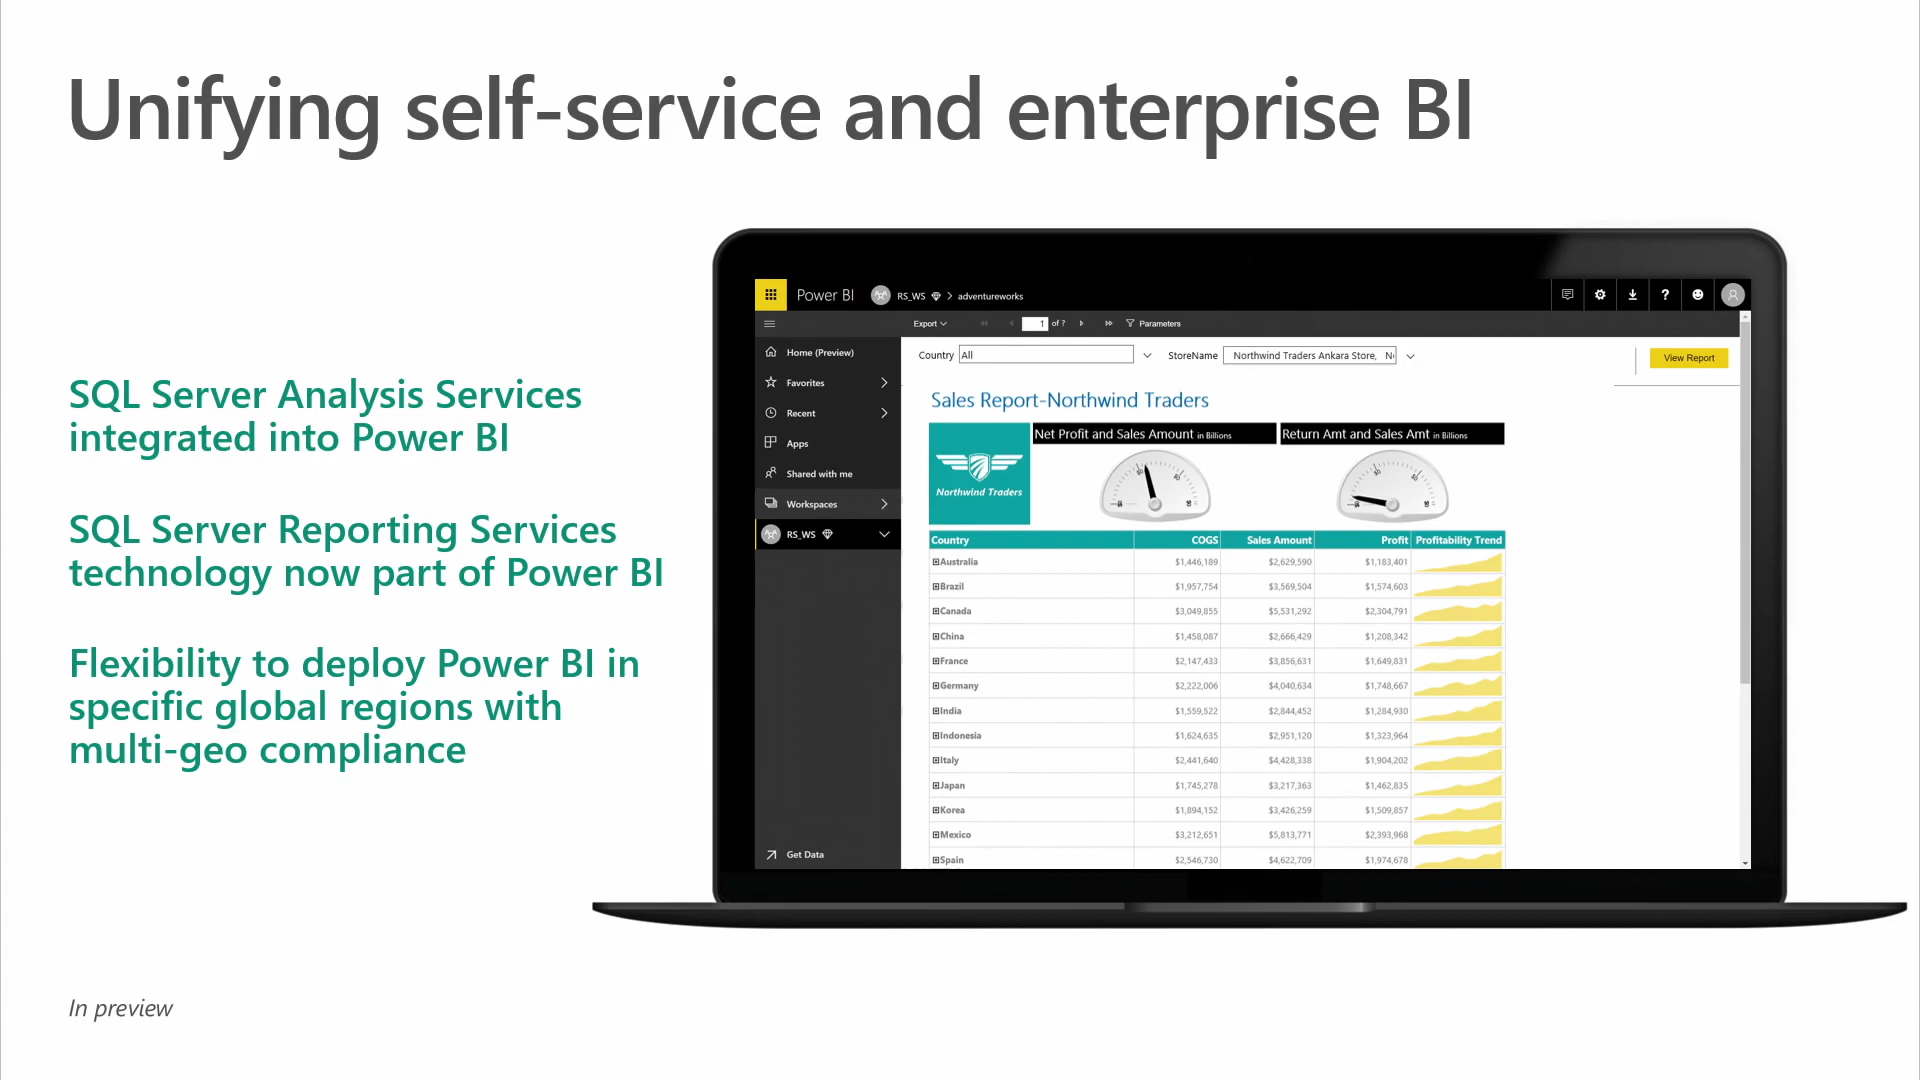 Unifying self-service and enterprise BI
SQL Server Analysis Services
integrated into Power BI
SQL Server Reporting Services
technology now part of Power BI
Flexibility to deploy Power BI in
specific global regions with
multi-geo compliance
In preview
Power BI RS_WS > adventureworks ?
Export 1 of ? Parameters
Home (Preview)
Favorites
Recent
Apps
Shared with me
Workspaces
RS_WS
Get Data
Country All StoreName Northwind Traders Ankara Store, View Report
Sales Report-Northwind Traders
Northwind Traders
Net Profit and Sales Amount in Billions
Return Amt and Sales Amt in Billions
Country COGS Sales Amount Profit Profitability Trend
Australia $1,446,189 $2,629,590 $1,183,401
Brazil $1,957,754 $3,569,504 $1,574,603
Canada $3,049,855 $5,531,292 $2,304,791
China $1,458,087 $2,666,429 $1,208,342
France $2,147,433 $3,856,631 $1,649,831
Germany $2,222,006 $4,040,634 $1,748,667
India $1,559,522 $2,844,452 $1,284,930
Indonesia $1,624,635 $2,951,120 $1,323,964
Italy $2,441,640 $4,428,338 $1,904,202
Japan $1,745,278 $3,217,363 $1,462,835
Korea $1,894,152 $3,426,259 $1,509,857
Mexico $3,212,651 $5,813,771 $2,393,968
Spain $2,546,730 $4,622,709 $1,974,678